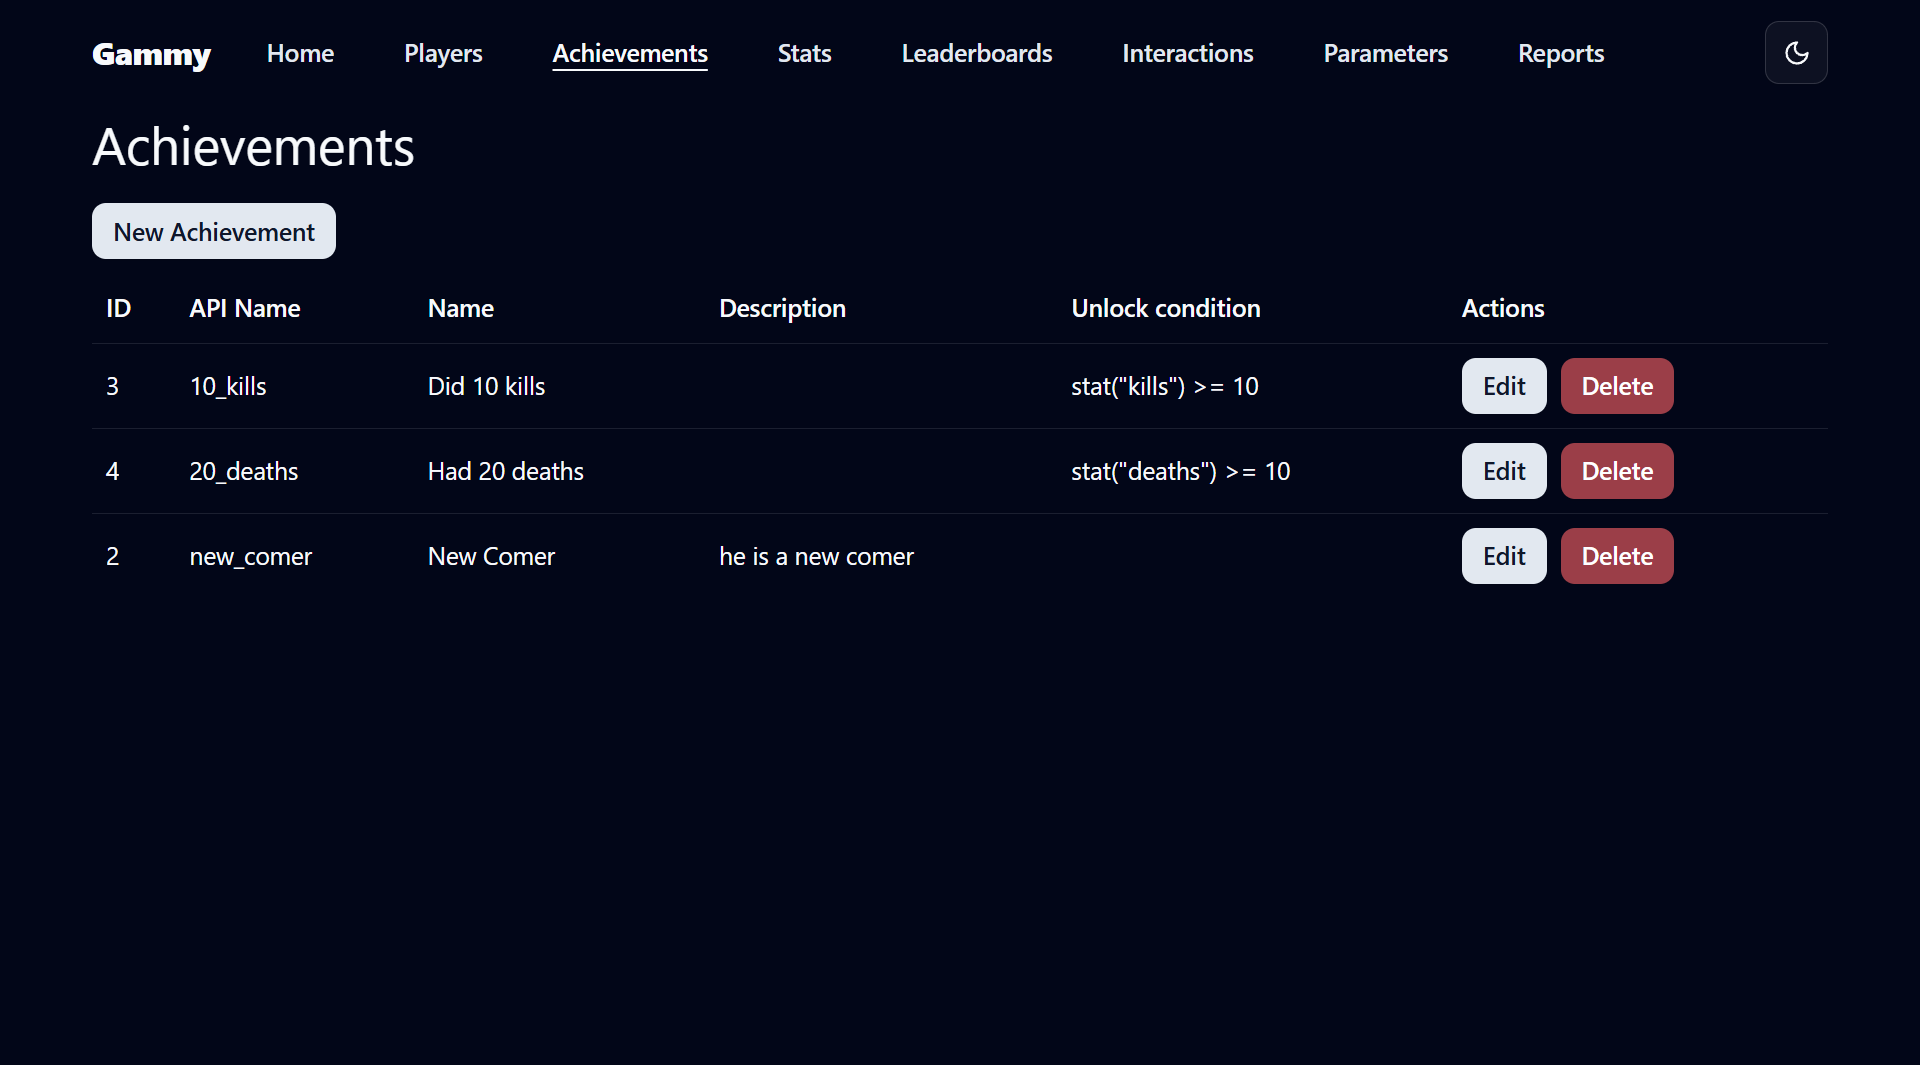 Gammy Home Players Achievements Stats Leaderboards Interactions Parameters Reports
Achievements
New Achievement
ID API Name Name Description Unlock condition Actions
3 10_kills Did 10 kills stat("kills") >= 10 Edit Delete
4 20_deaths Had 20 deaths stat("deaths") >= 10 Edit Delete
2 new_comer New Comer he is a new comer Edit Delete